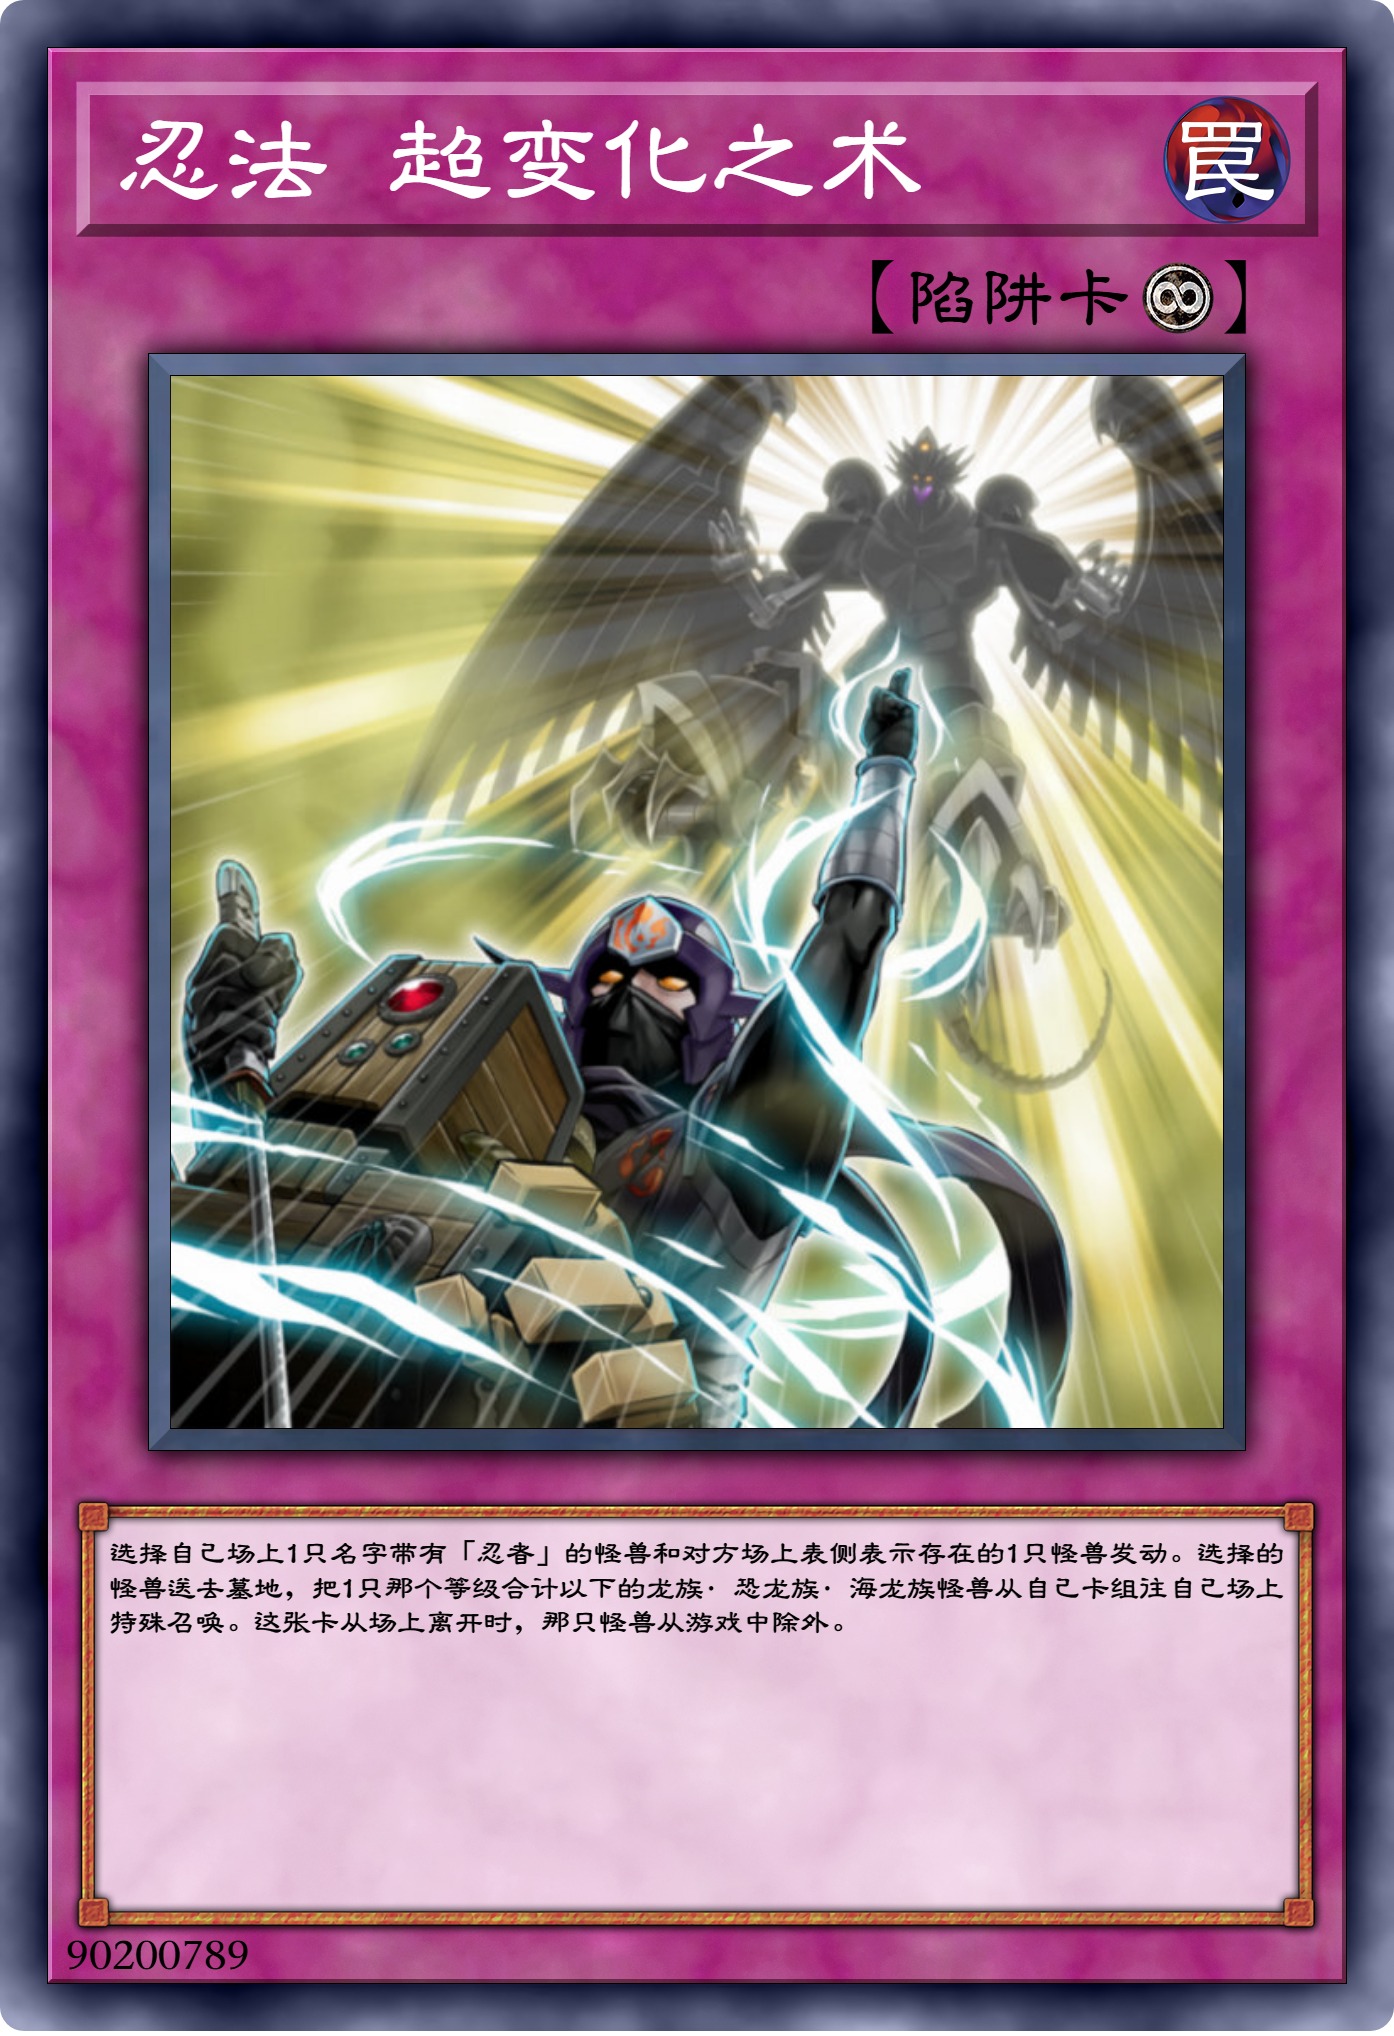 忍法 超变化之术
罠
【陷阱卡】
选择自己场上1只名字带有「忍者」的怪兽和对方场上表侧表示存在的1只怪兽发动。选择的
怪兽送去墓地，把1只那个等级合计以下的龙族·恐龙族·海龙族怪兽从自己卡组往自己场上
特殊召唤。这张卡从场上离开时，那只怪兽从游戏中除外。
90200789